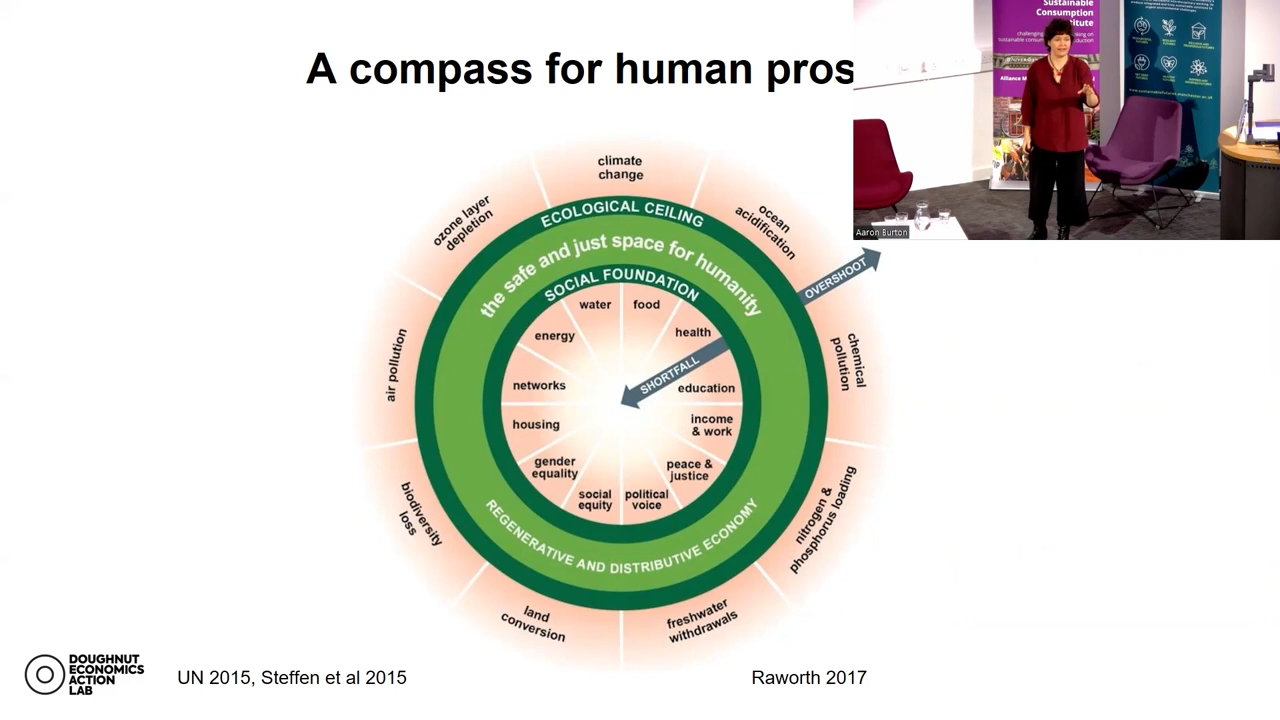 A compass for human pros
Sustainable
Consumption
climate
change
ozone layer
depletion
ocean
acidification
Aaron Burton
ECOLOGICAL CEILING
the safe and just space for humanity
SOCIAL FOUNDATION
OVERSHOOT
water
food
energy
health
SHORTFALL
air pollution
chemical
pollution
networks
education
housing
income
& work
gender
equality
peace &
justice
social
equity
political
voice
biodiversity
loss
nitrogen &
phosphorus loading
REGENERATIVE AND DISTRIBUTIVE ECONOMY
land
conversion
freshwater
withdrawals
DOUGHNUT
ECONOMICS
ACTION
LAB
UN 2015, Steffen et al 2015
Raworth 2017